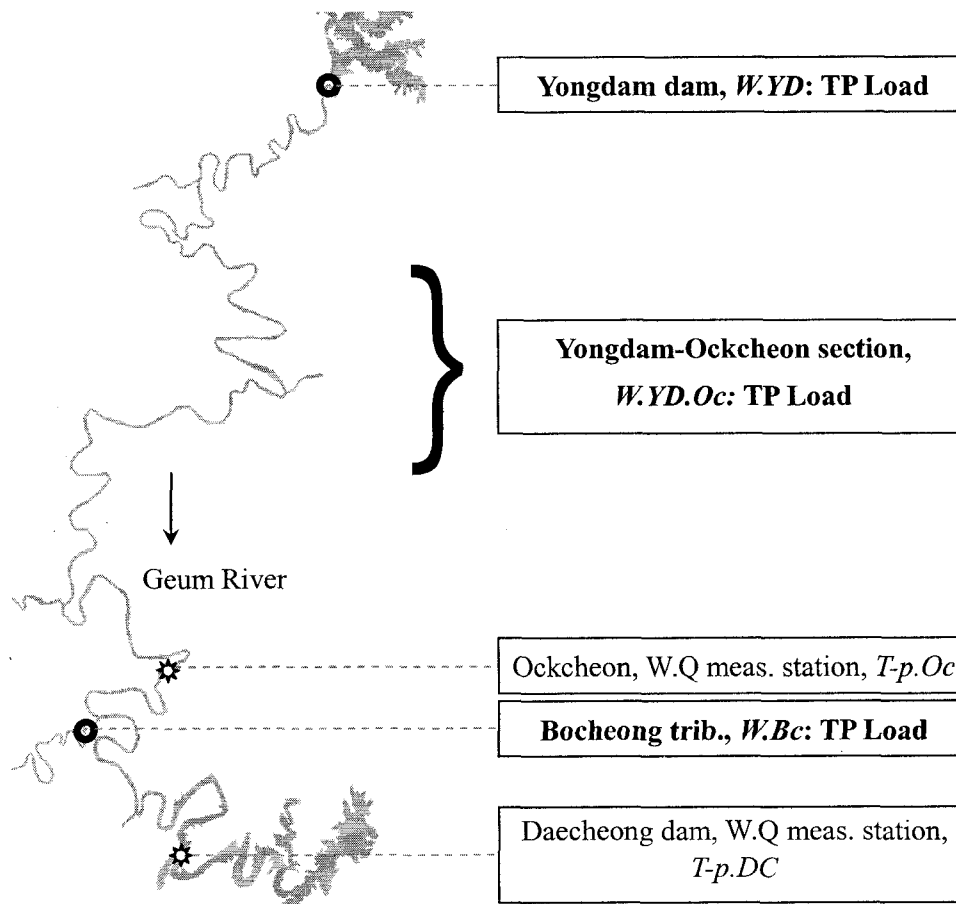 Yongdam dam, W.YD: TP Load
Yongdam-Ockcheon section,
W.YD.Oc: TP Load
Geum River
Ockcheon, W.Q meas. station, T-p.Oc
Bocheong trib., W.Bc: TP Load
Daecheong dam, W.Q meas. station,
T-p.DC